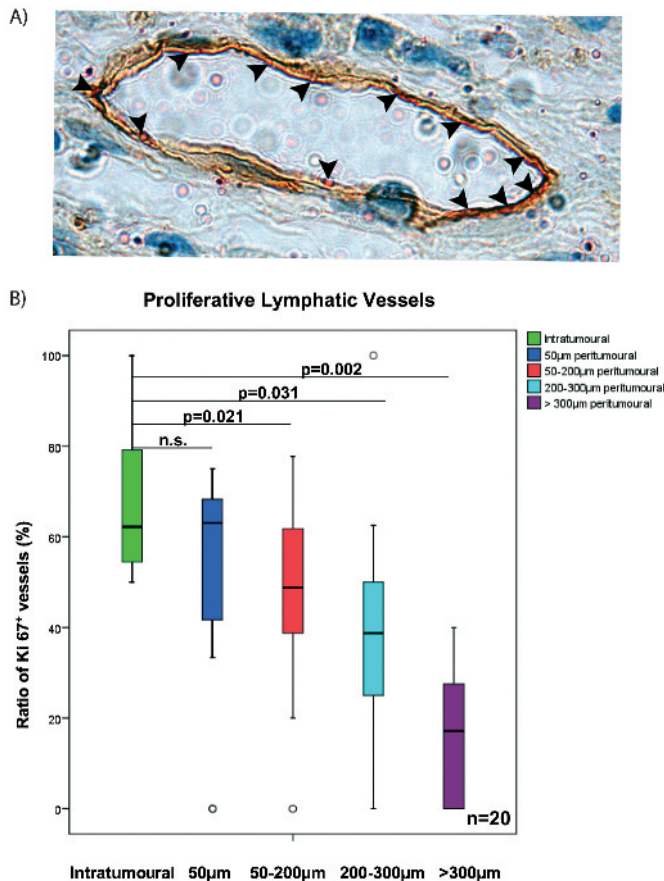 A)
B)
Proliferative Lymphatic Vessels
Intratumoural
50µm peritumoural
50-200µm peritumoural
200-300µm peritumoural
> 300µm peritumoural
100
p=0.002
p=0.031
p=0.021
n.s.
80
60
40
20
0
Ratio of Ki 67+ vessels (%)
n=20
Intratumoural 50µm 50-200µm 200-300µm >300µm